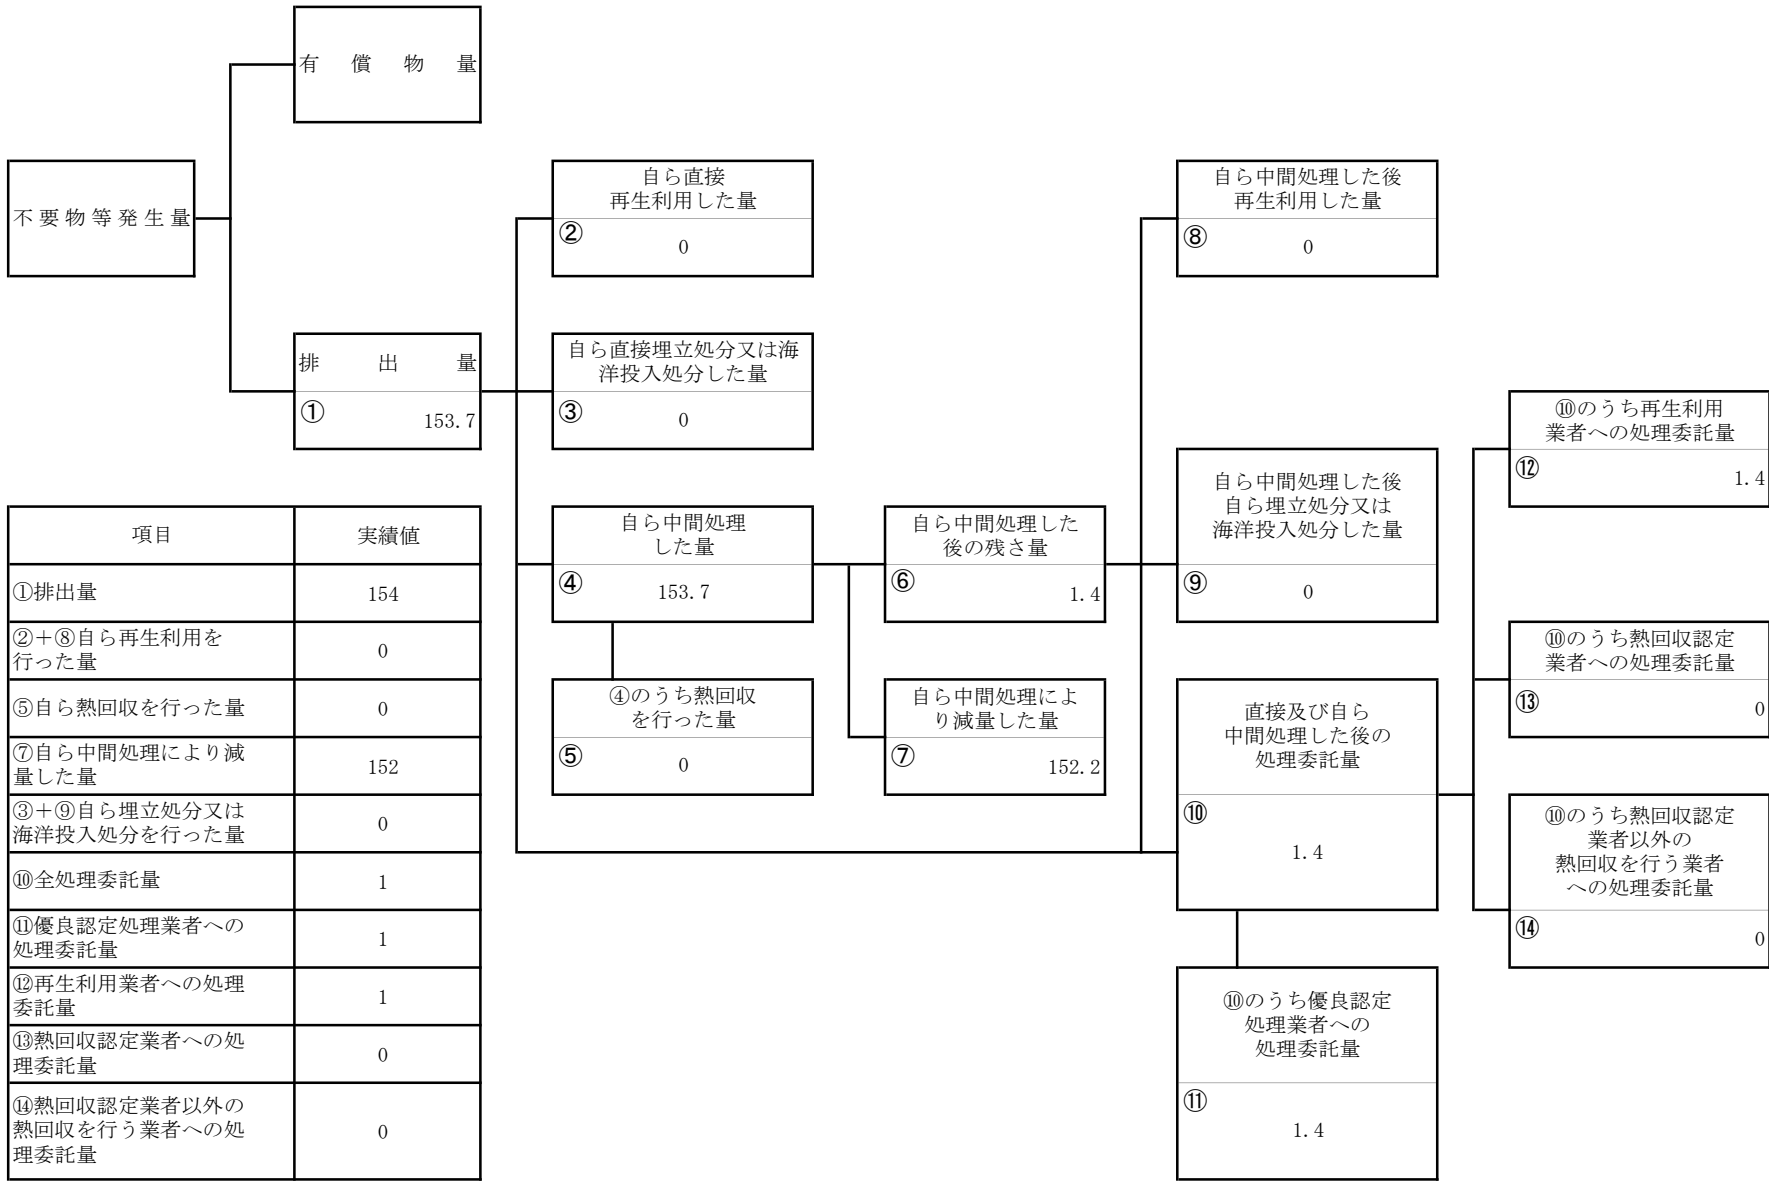 有償物量
不要物等発生量
排出量
① 153.7
自ら直接
再生利用した量
② 0
自ら直接埋立処分又は海
洋投入処分した量
③ 0
自ら中間処理
した量
④ 153.7
④のうち熱回収
を行った量
⑤ 0
自ら中間処理した
後の残さ量
⑥ 1.4
自ら中間処理によ
り減量した量
⑦ 152.2
自ら中間処理した後
再生利用した量
⑧ 0
自ら中間処理した後
自ら埋立処分又は
海洋投入処分した量
⑨ 0
直接及び自ら
中間処理した後の
処理委託量
⑩
1.4
⑩のうち優良認定
処理業者への
処理委託量
⑪
1.4
⑩のうち再生利用
業者への処理委託量
⑫ 1.4
⑩のうち熱回収認定
業者への処理委託量
⑬ 0
⑩のうち熱回収認定
業者以外の
熱回収を行う業者
への処理委託量
⑭ 0
項目 実績値
①排出量 154
②＋⑧自ら再生利用を
行った量 0
⑤自ら熱回収を行った量 0
⑦自ら中間処理により減
量した量 152
③＋⑨自ら埋立処分又は
海洋投入処分を行った量 0
⑩全処理委託量 1
⑪優良認定処理業者への
処理委託量 1
⑫再生利用業者への処理
委託量 1
⑬熱回収認定業者への処
理委託量 0
⑭熱回収認定業者以外の
熱回収を行う業者への処
理委託量 0